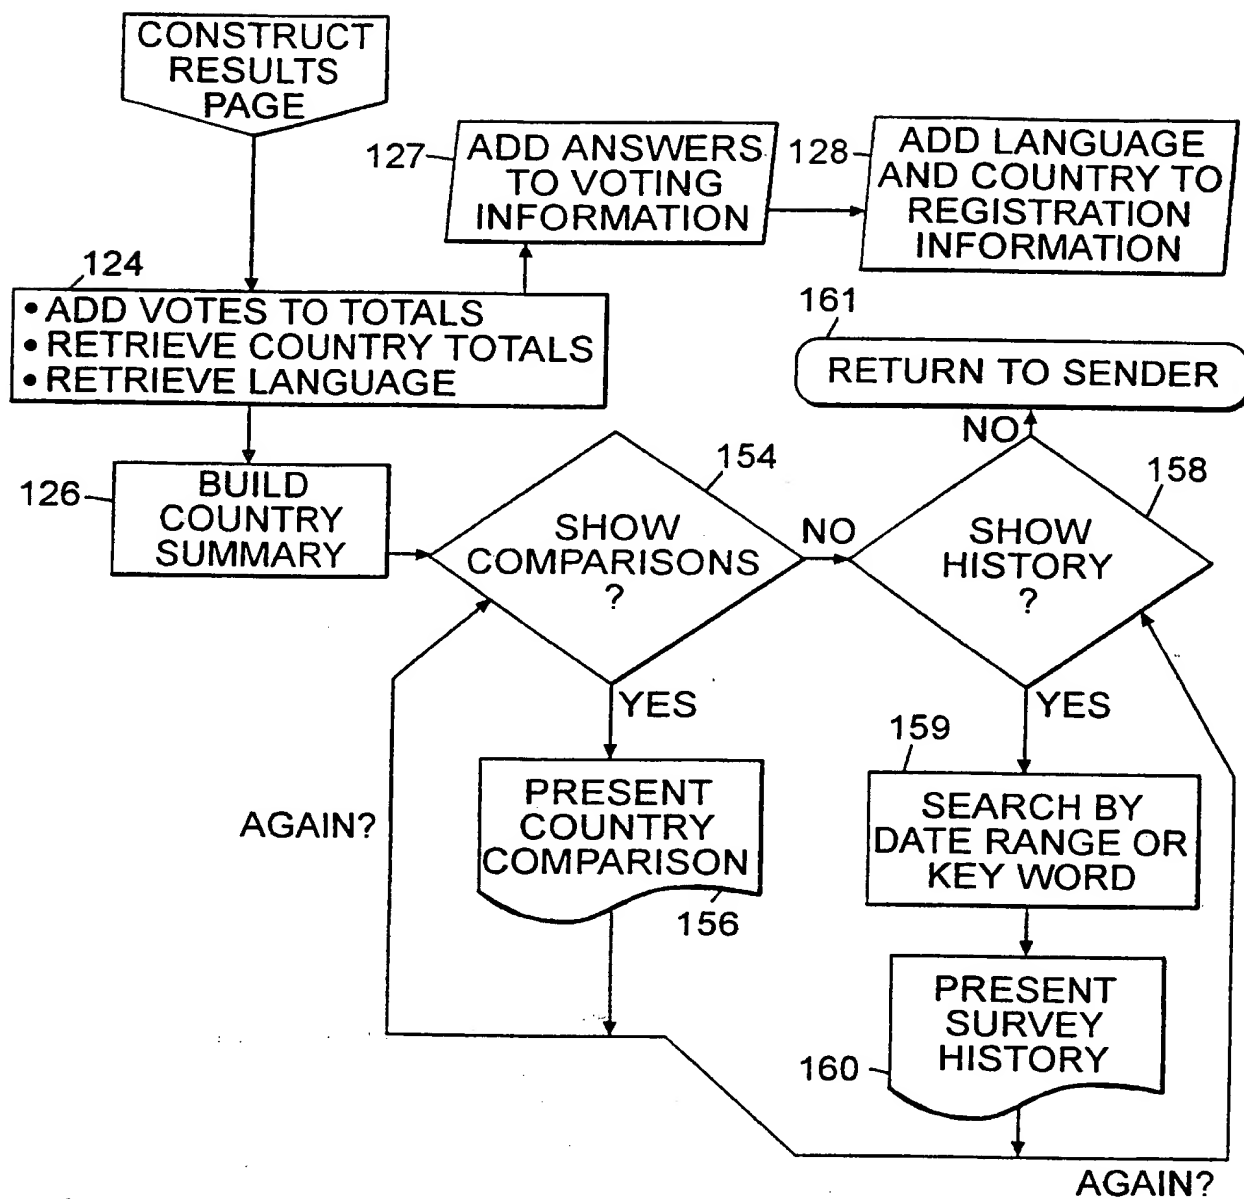 CONSTRUCT
RESULTS
PAGE
127
ADD ANSWERS
TO VOTING
INFORMATION
128
ADD LANGUAGE
AND COUNTRY TO
REGISTRATION
INFORMATION
124
• ADD VOTES TO TOTALS
• RETRIEVE COUNTRY TOTALS
• RETRIEVE LANGUAGE
161
RETURN TO SENDER
NO
126
BUILD
COUNTRY
SUMMARY
154
SHOW
COMPARISONS
?
NO
158
SHOW
HISTORY
?
YES
YES
159
AGAIN?
PRESENT
COUNTRY
COMPARISON
156
SEARCH BY
DATE RANGE OR
KEY WORD
PRESENT
SURVEY
HISTORY
160
AGAIN?